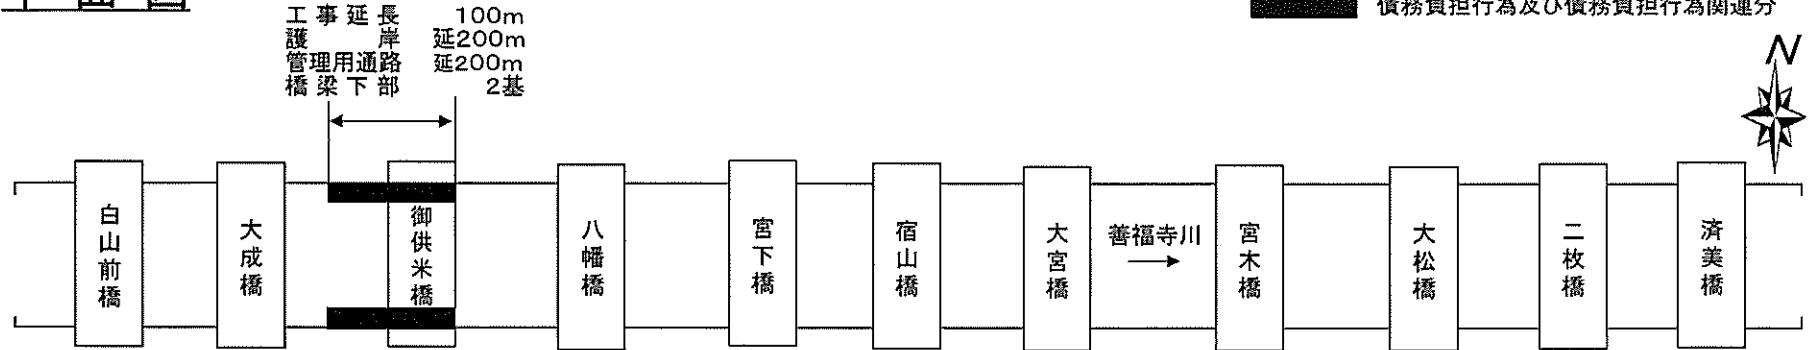 平面図
債務負担行為及び債務負担行為関連分
工事延長 100m
護岸 延200m
管理用通路 延200m
橋梁下部 2基
N
白山前橋
大成橋
御供米橋
八幡橋
宮下橋
宿山橋
大宮橋
善福寺川
宮木橋
大松橋
二枚橋
済美橋